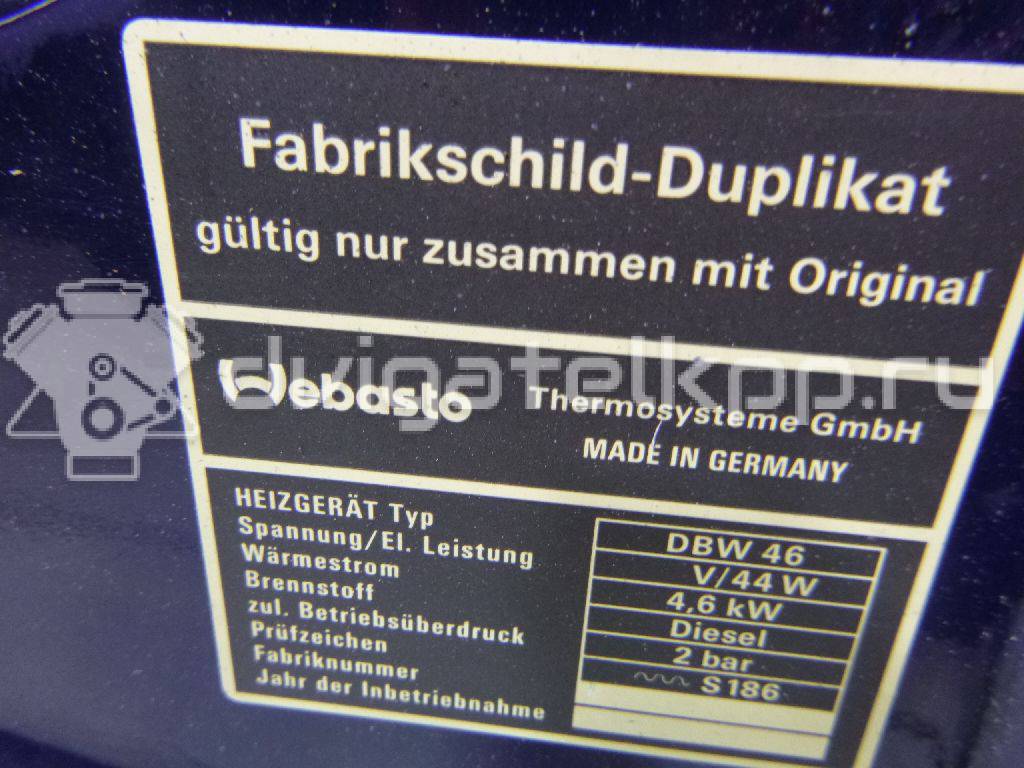 Fabrikschild-Duplikat
gültig nur zusammen mit Original
dvigatelkop.ru
Webasto Thermosysteme GmbH
MADE IN GERMANY
HEIZGERÄT Typ DBW 46
Spannung/El. Leistung V/44 W
Wärmestrom 4,6 kW
Brennstoff Diesel
zul. Betriebsüberdruck 2 bar
Prüfzeichen S 186
Fabriknummer
Jahr der Inbetriebnahme